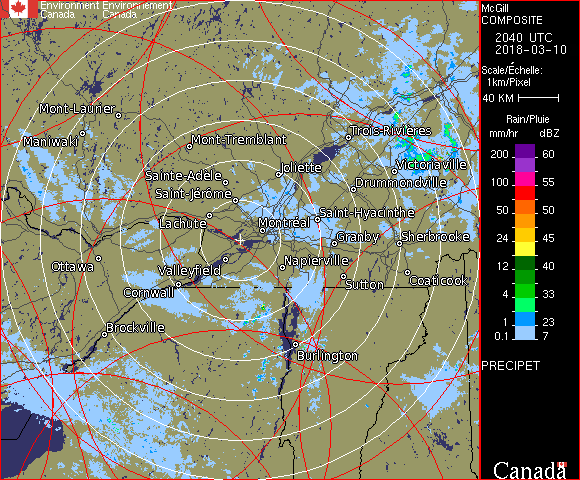 Environment Environnement
Canada Canada
McGill
COMPOSITE
2040 UTC
2018-03-10
Scale/Échelle:
1km/Pixel
40 KM
Rain/Pluie
mm/hr dBZ
200 60
100 55
50 50
24 45
12 40
4 33
1 23
0.1 7
PRECIPET
Canada
Mont-Laurier
Maniwaki
Mont-Tremblant
Trois-Rivières
Sainte-Adèle
Joliette
Victoriaville
Saint-Jérôme
Drummondville
Lachute
Montréal
Saint-Hyacinthe
Granby
Sherbrooke
Ottawa
Valleyfield
Napierville
Cornwall
Sutton
Coaticook
Brockville
Burlington